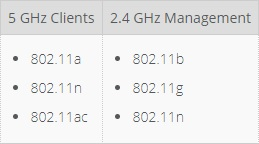 5 GHz Clients 2.4 GHz Management
• 802.11a • 802.11b
• 802.11n • 802.11g
• 802.11ac • 802.11n